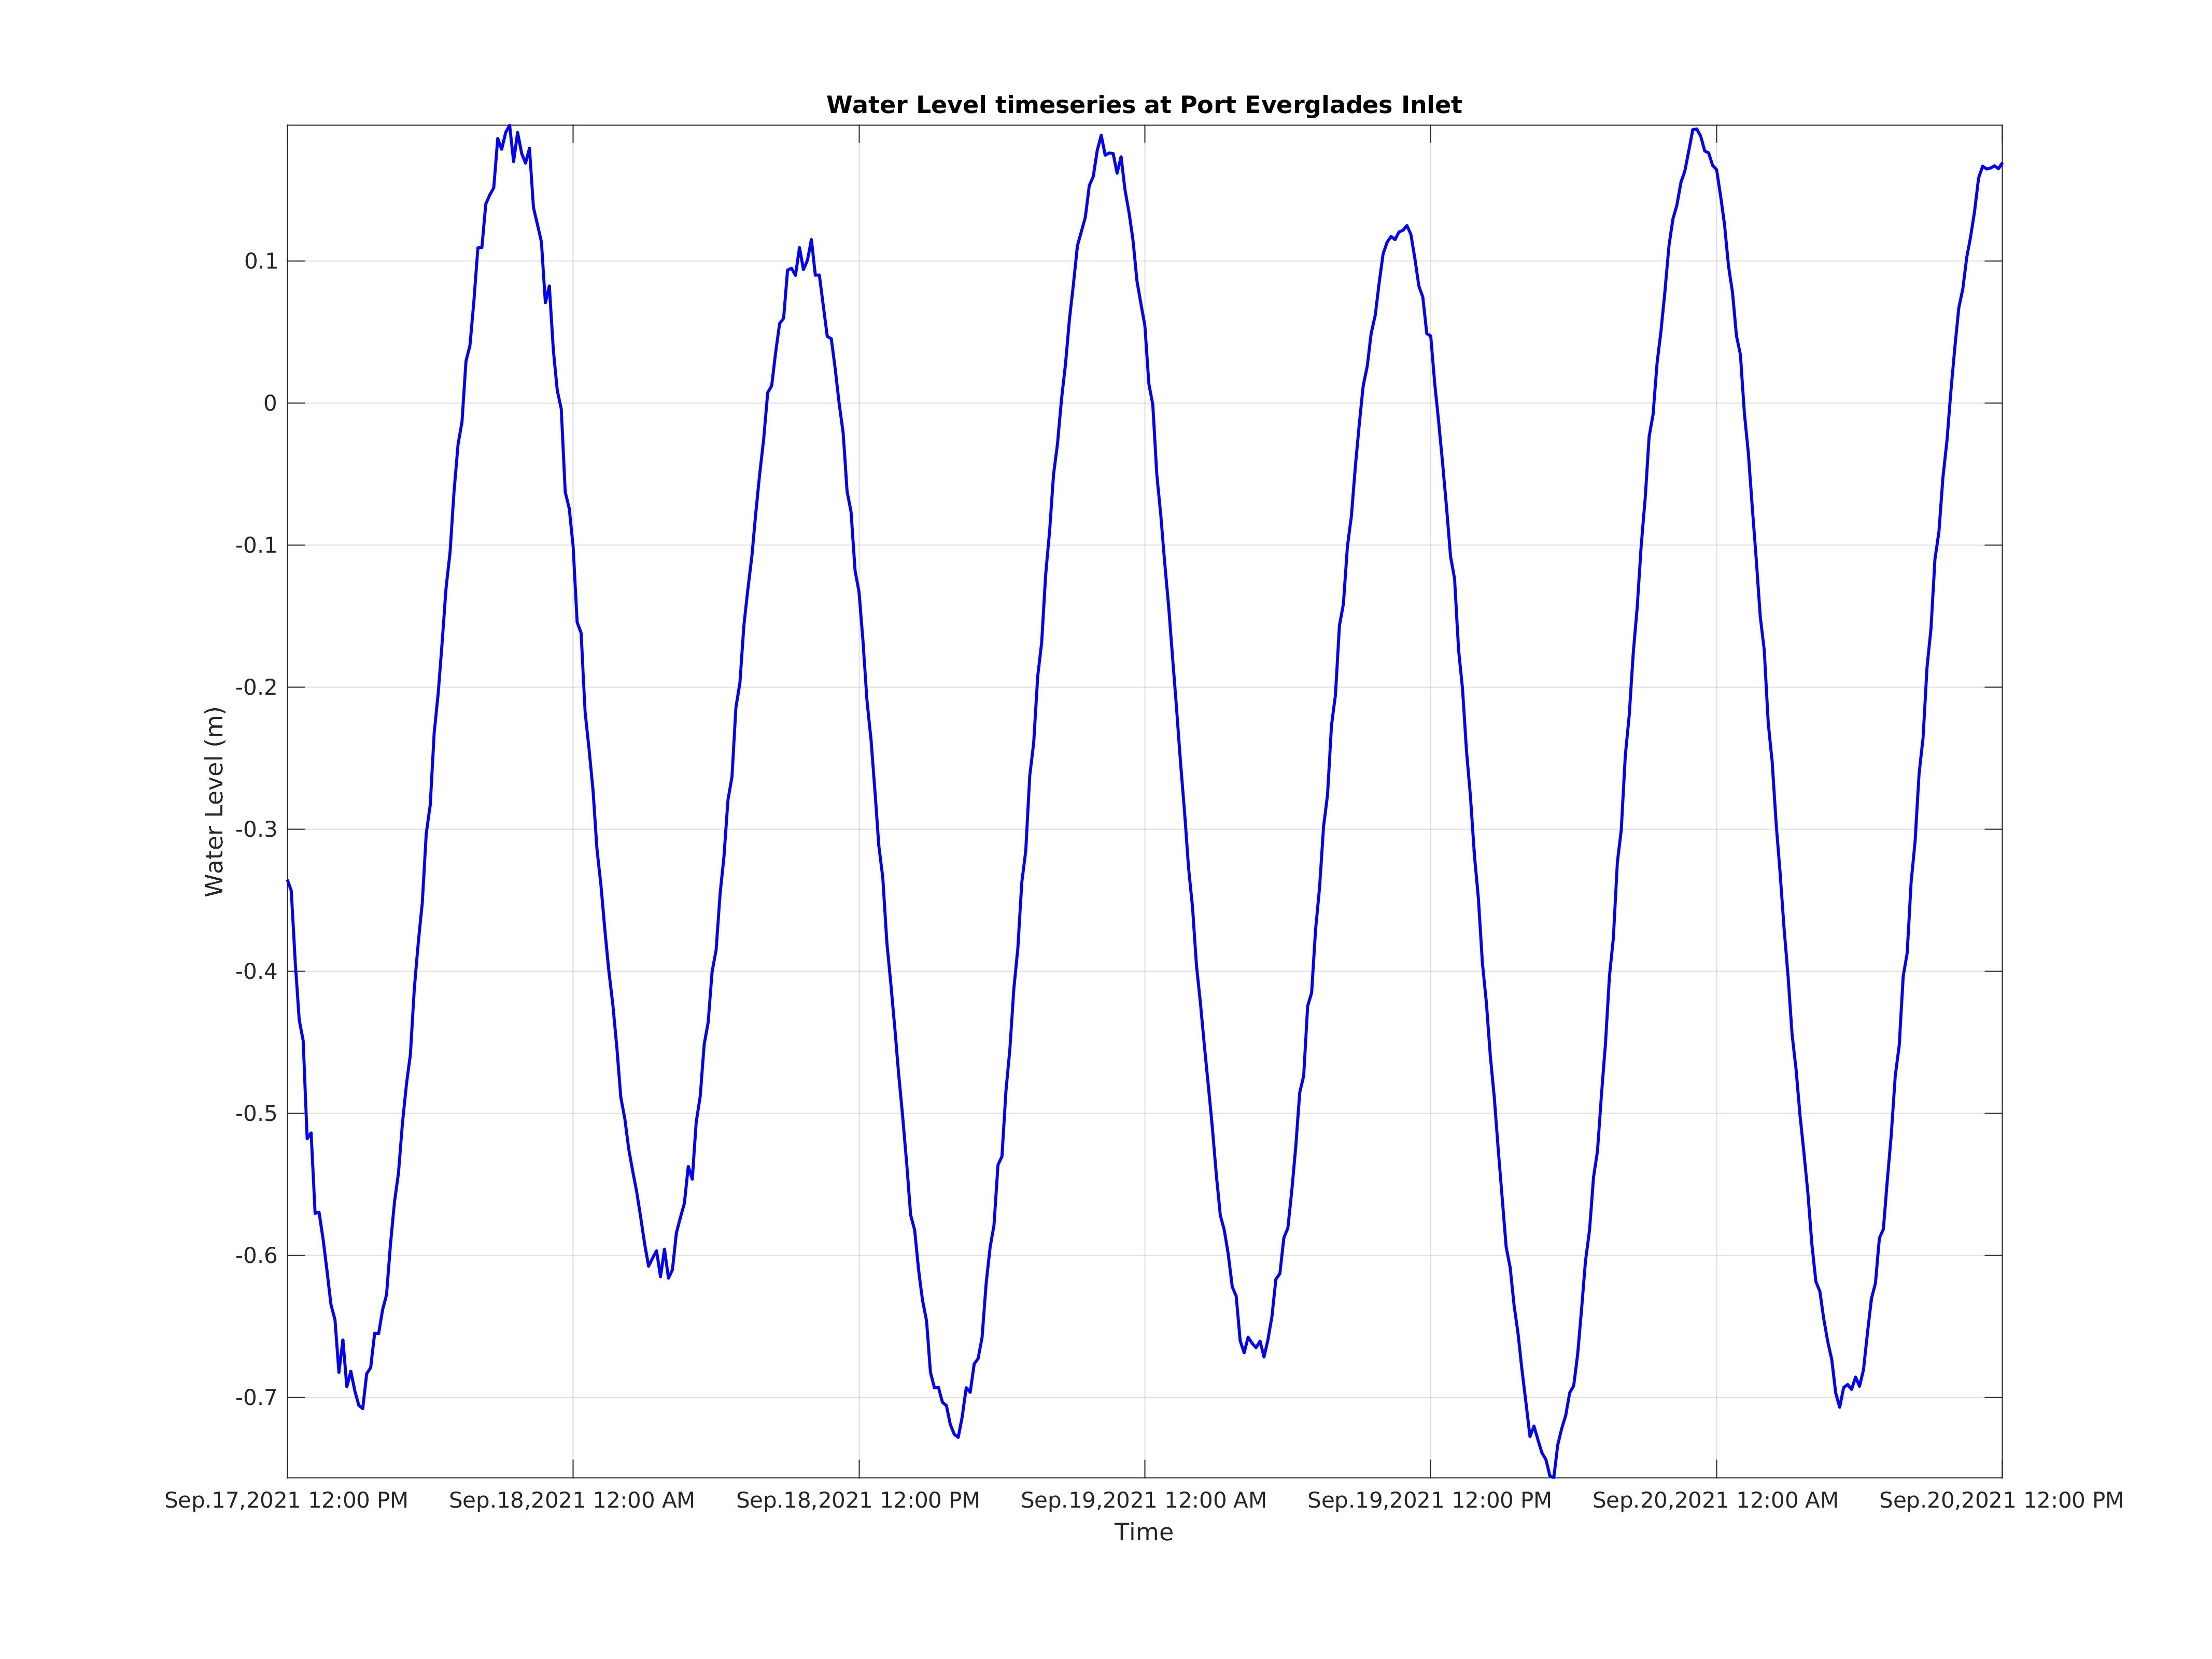 Water Level timeseries at Port Everglades Inlet
0.1
0
-0.1
-0.2
-0.3
-0.4
-0.5
-0.6
-0.7
Water Level (m)
Sep.17,2021 12:00 PM
Sep.18,2021 12:00 AM
Sep.18,2021 12:00 PM
Sep.19,2021 12:00 AM
Sep.19,2021 12:00 PM
Sep.20,2021 12:00 AM
Sep.20,2021 12:00 PM
Time